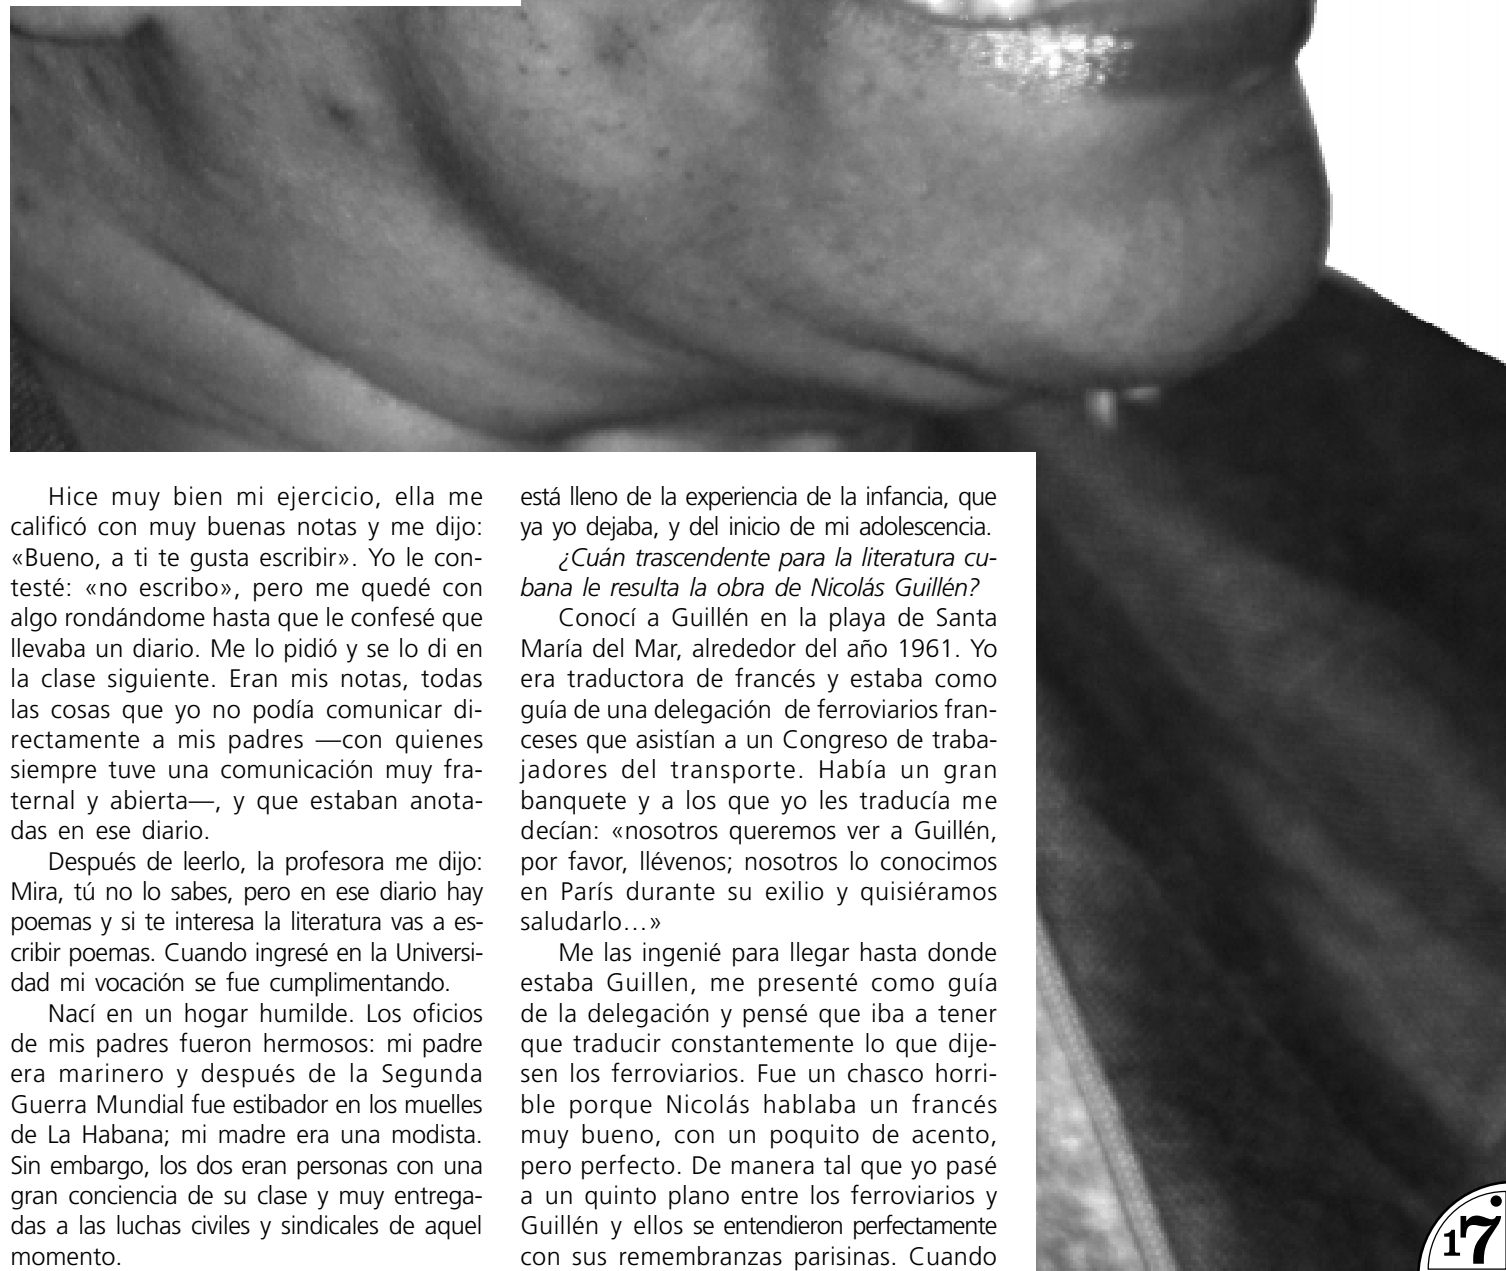 Hice muy bien mi ejercicio, ella me
calificó con muy buenas notas y me dijo:
«Bueno, a ti te gusta escribir». Yo le con-
testé: «no escribo», pero me quedé con
algo rondándome hasta que le confesé que
llevaba un diario. Me lo pidió y se lo di en
la clase siguiente. Eran mis notas, todas
las cosas que yo no podía comunicar di-
rectamente a mis padres —con quienes
siempre tuve una comunicación muy fra-
ternal y abierta—, y que estaban anota-
das en ese diario.
Después de leerlo, la profesora me dijo:
Mira, tú no lo sabes, pero en ese diario hay
poemas y si te interesa la literatura vas a es-
cribir poemas. Cuando ingresé en la Universi-
dad mi vocación se fue cumplimentando.
Nací en un hogar humilde. Los oficios
de mis padres fueron hermosos: mi padre
era marinero y después de la Segunda
Guerra Mundial fue estibador en los muelles
de La Habana; mi madre era una modista.
Sin embargo, los dos eran personas con una
gran conciencia de su clase y muy entrega-
das a las luchas civiles y sindicales de aquel
momento.
está lleno de la experiencia de la infancia, que
ya yo dejaba, y del inicio de mi adolescencia.
¿Cuán trascendente para la literatura cu-
bana le resulta la obra de Nicolás Guillén?
Conocí a Guillén en la playa de Santa
María del Mar, alrededor del año 1961. Yo
era traductora de francés y estaba como
guía de una delegación de ferroviarios fran-
ceses que asistían a un Congreso de traba-
jadores del transporte. Había un gran
banquete y a los que yo les traducía me
decían: «nosotros queremos ver a Guillén,
por favor, llévenos; nosotros lo conocimos
en París durante su exilio y quisiéramos
saludarlo…»
Me las ingenié para llegar hasta donde
estaba Guillen, me presenté como guía
de la delegación y pensé que iba a tener
que traducir constantemente lo que dije-
sen los ferroviarios. Fue un chasco horri-
ble porque Nicolás hablaba un francés
muy bueno, con un poquito de acento,
pero perfecto. De manera tal que yo pasé
a un quinto plano entre los ferroviarios y
Guillén y ellos se entendieron perfectamente
con sus remembranzas parisinas. Cuando
17